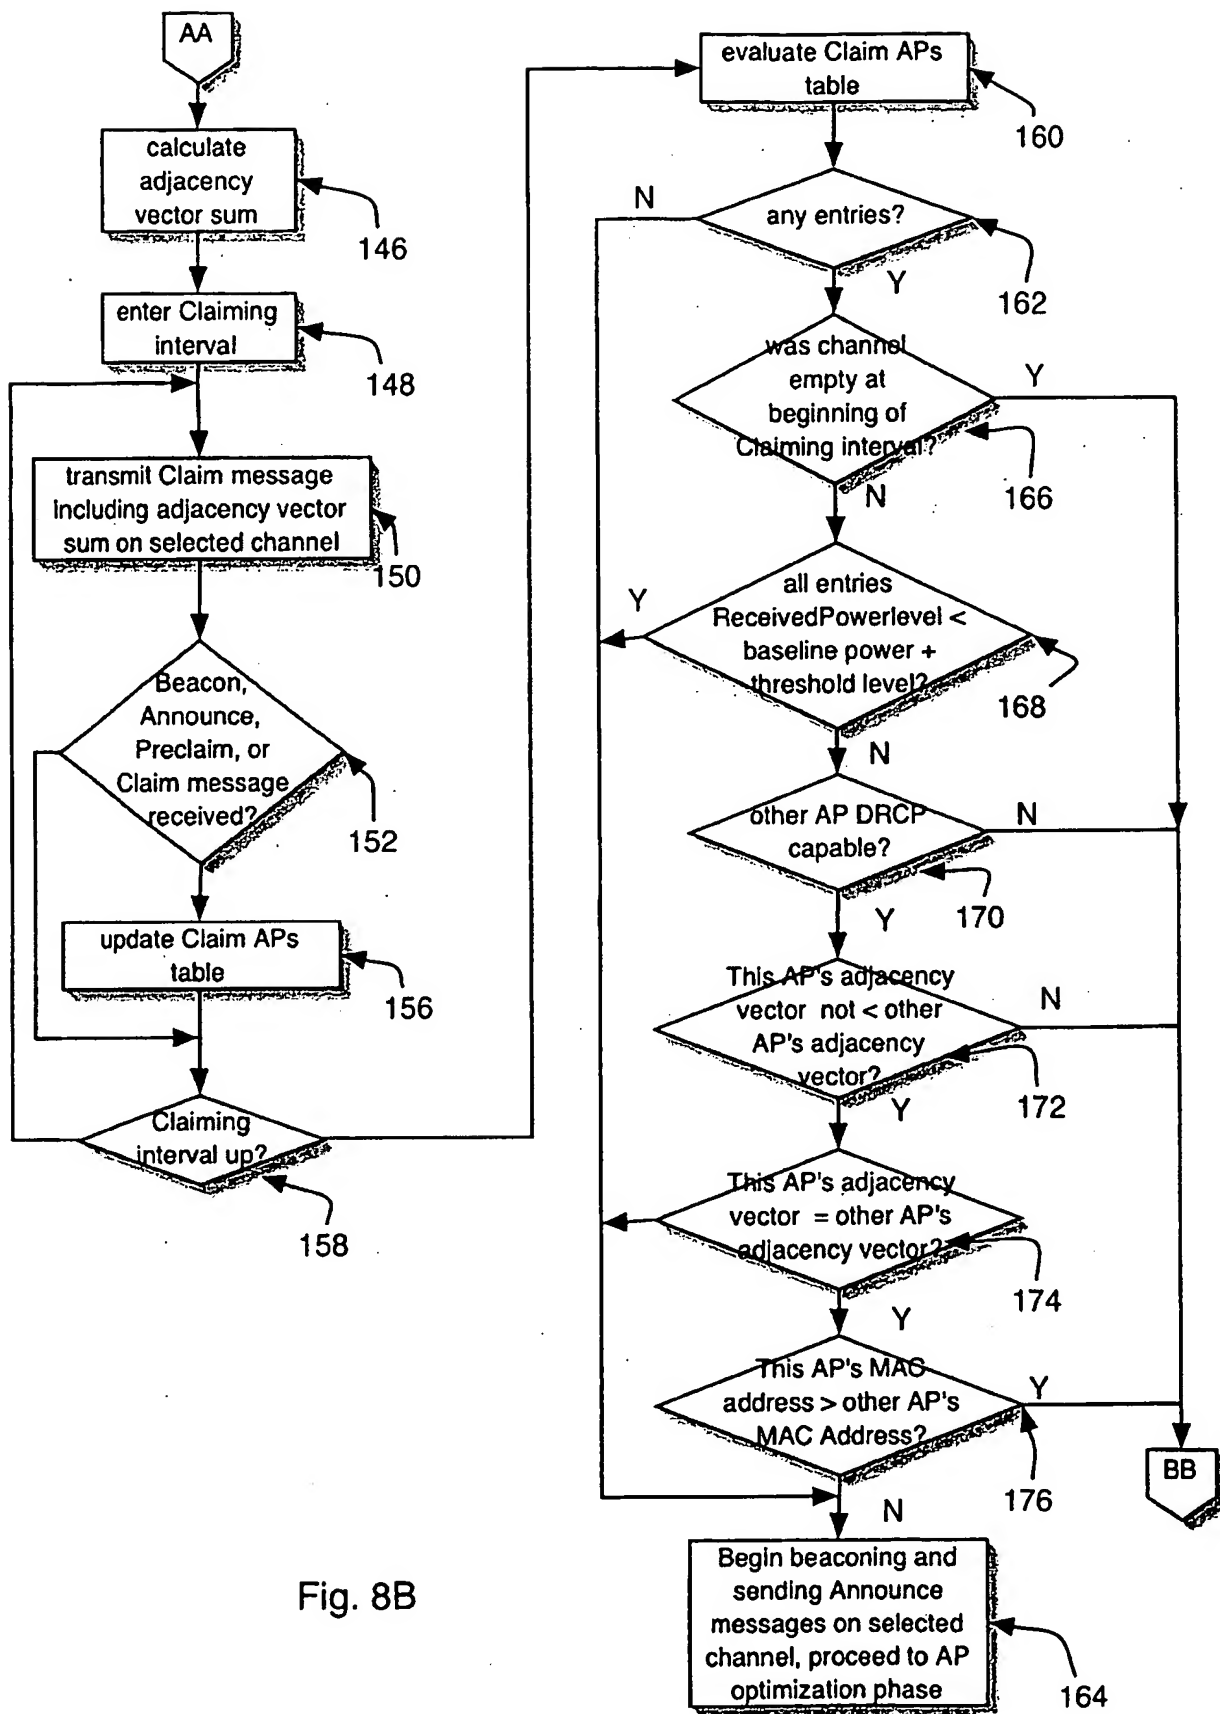 AA
calculate
adjacency
vector sum
146
enter Claiming
interval
148
transmit Claim message
including adjacency vector
sum on selected channel
150
Beacon,
Announce,
Preclaim, or
Claim message
received?
152
update Claim APs
table
156
Claiming
interval up?
158
evaluate Claim APs
table
160
any entries?
N
162
Y
was channel
empty at
beginning of
Claiming interval?
Y
166
N
all entries
ReceivedPowerlevel <
baseline power +
threshold level?
Y
168
N
other AP DRCP
capable?
N
170
Y
This AP's adjacency
vector not < other
AP's adjacency
vector?
N
172
Y
This AP's adjacency
vector = other AP's
adjacency vector?
174
Y
This AP's MAC
address > other AP's
MAC Address?
Y
176
BB
N
Begin beaconing and
sending Announce
messages on selected
channel, proceed to AP
optimization phase
164
Fig. 8B